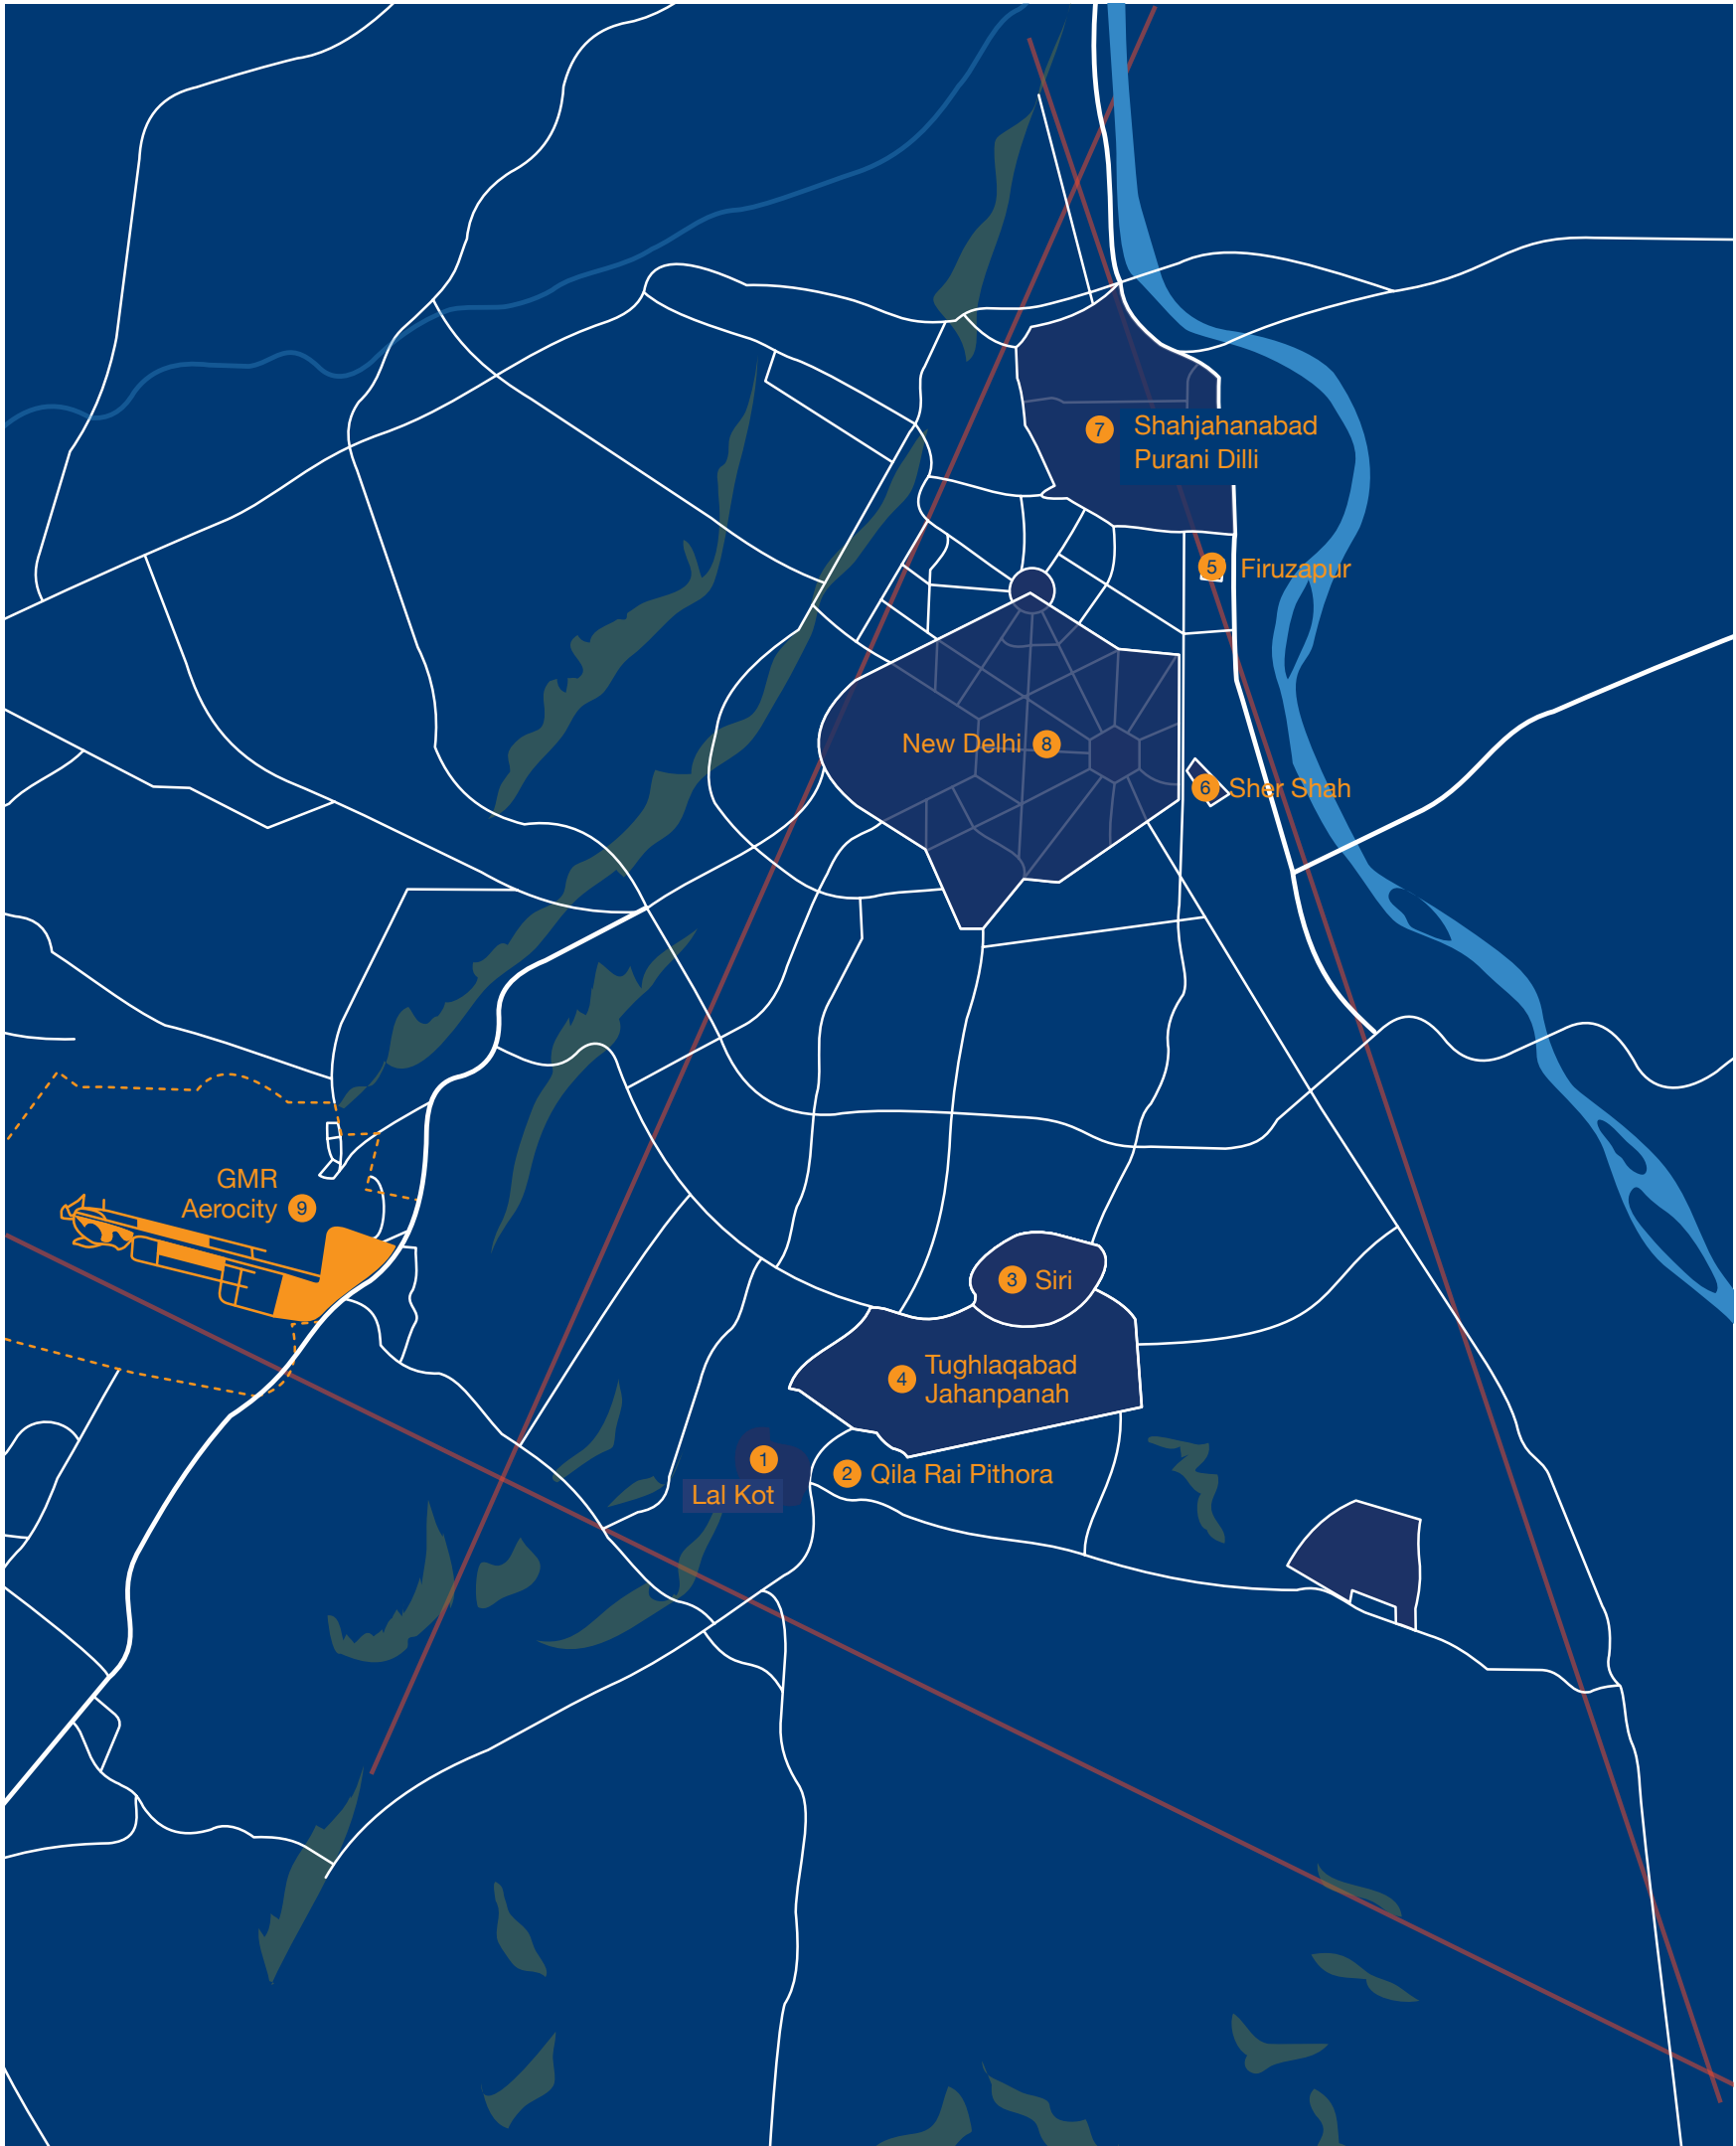 7 Shahjahanabad
Purani Dilli
5 Firuzapur
New Delhi 8
6 Sher Shah
GMR
Aerocity 9
3 Siri
4 Tughlaqabad
Jahanpanah
1
Lal Kot
2 Qila Rai Pithora